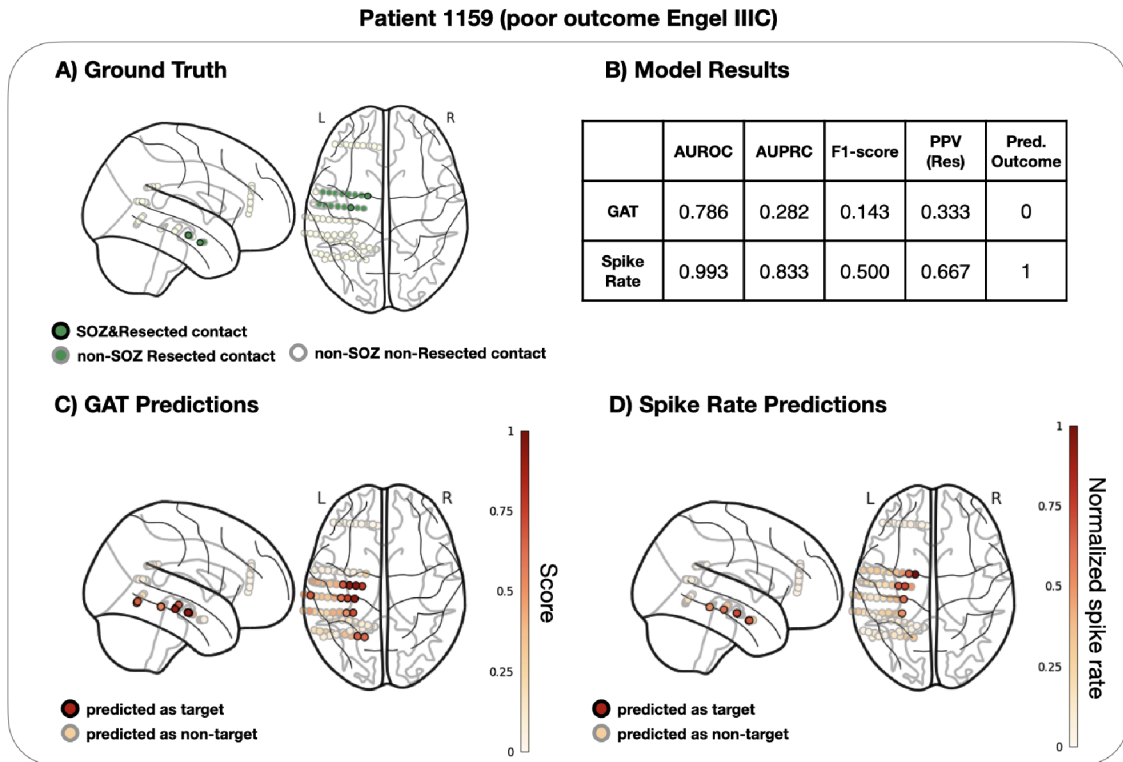 Patient 1159 (poor outcome Engel IIIC)
A) Ground Truth
L
R
SOZ&Resected contact
non-SOZ Resected contact
non-SOZ non-Resected contact
B) Model Results
AUROC AUPRC F1-score PPV (Res) Pred. Outcome
GAT 0.786 0.282 0.143 0.333 0
Spike Rate 0.993 0.833 0.500 0.667 1
C) GAT Predictions
L
R
1
0.75
0.5
0.25
0
Score
predicted as target
predicted as non-target
D) Spike Rate Predictions
L
R
1
0.75
0.5
0.25
0
Normalized spike rate
predicted as target
predicted as non-target